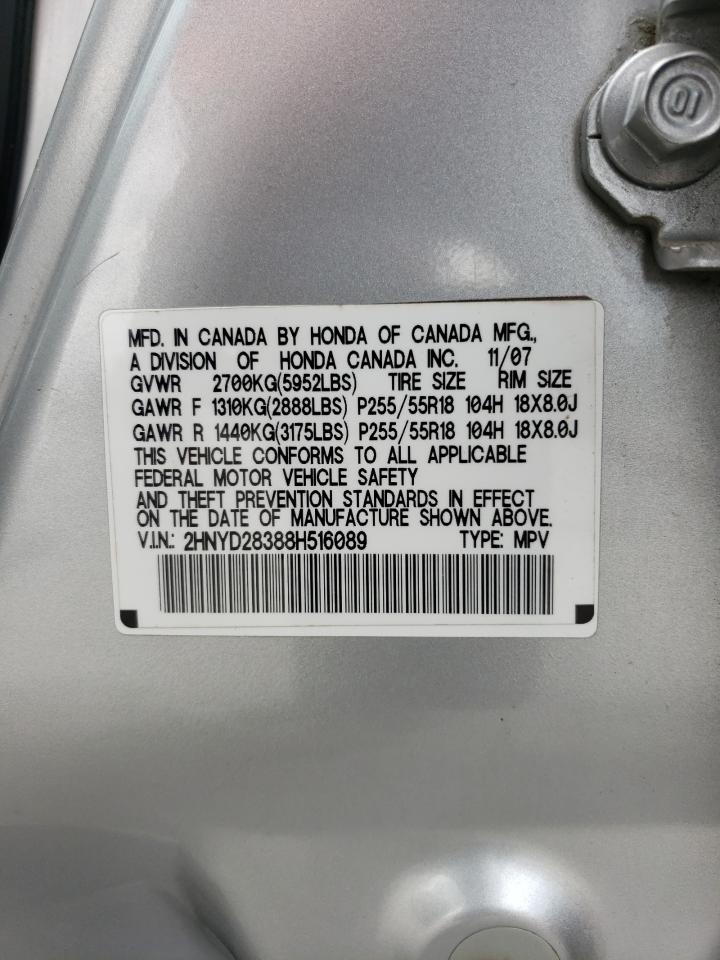 01
MFD. IN CANADA BY HONDA OF CANADA MFG.,
A DIVISION OF HONDA CANADA INC. 11/07
GVWR 2700KG(5952LBS) TIRE SIZE RIM SIZE
GAWR F 1310KG(2888LBS) P255/55R18 104H 18X8.0J
GAWR R 1440KG(3175LBS) P255/55R18 104H 18X8.0J
THIS VEHICLE CONFORMS TO ALL APPLICABLE
FEDERAL MOTOR VEHICLE SAFETY
AND THEFT PREVENTION STANDARDS IN EFFECT
ON THE DATE OF MANUFACTURE SHOWN ABOVE.
V.I.N.: 2HNYD28388H516089 TYPE: MPV